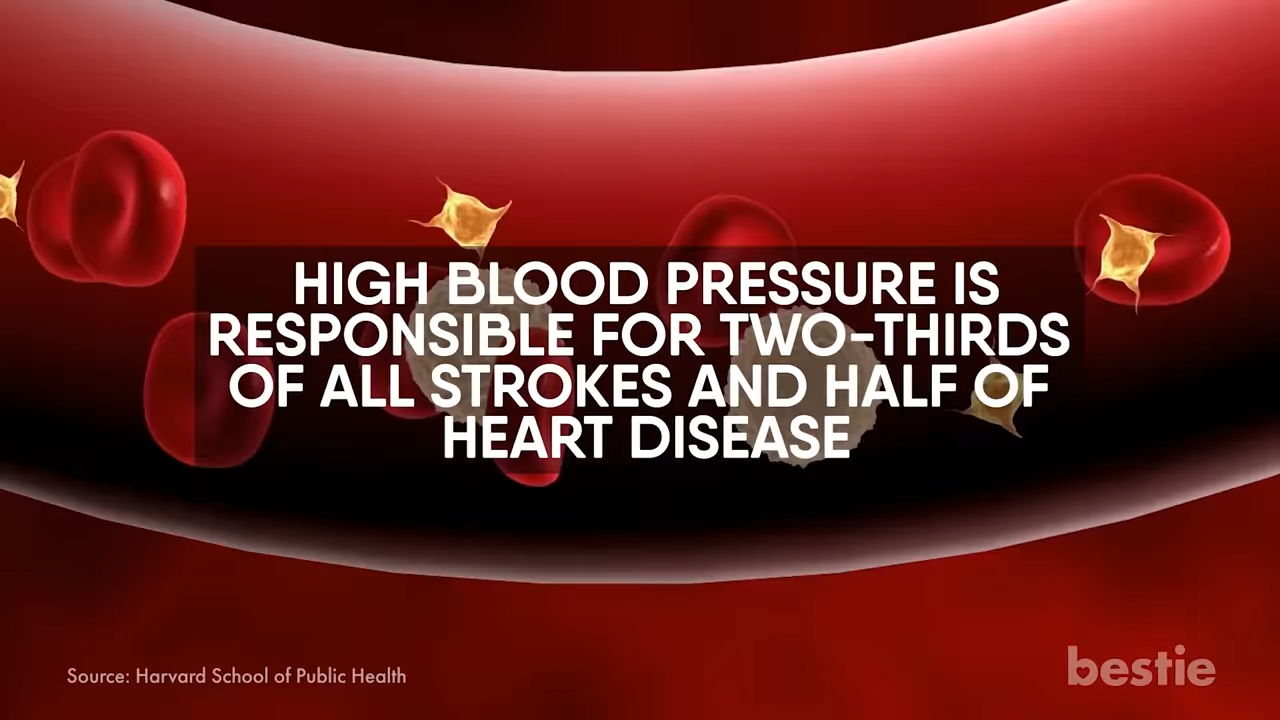 HIGH BLOOD PRESSURE IS
RESPONSIBLE FOR TWO-THIRDS
OF ALL STROKES AND HALF OF
HEART DISEASE
Source: Harvard School of Public Health
bestie